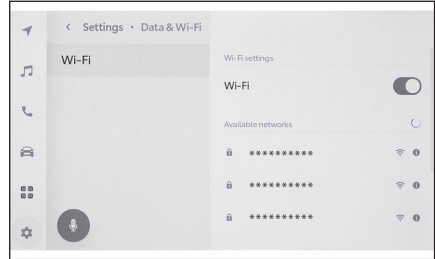 < Settings • Data & Wi-Fi
Wi-Fi
Wi-Fi settings
Wi-Fi
Available networks
**********
**********
**********